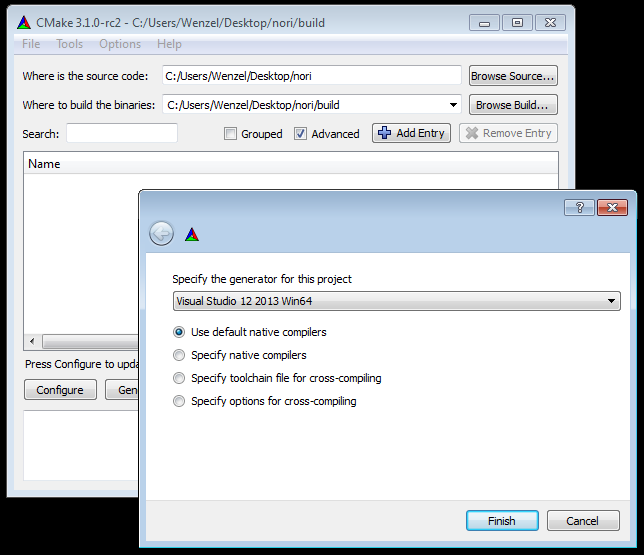 CMake 3.1.0-rc2 - C:/Users/Wenzel/Desktop/nori/build
File Tools Options Help
Where is the source code: C:/Users/Wenzel/Desktop/nori Browse Source...
Where to build the binaries: C:/Users/Wenzel/Desktop/nori/build Browse Build...
Search: Grouped Advanced Add Entry Remove Entry
Name
Press Configure to upda
Configure Gen
?
Specify the generator for this project
Visual Studio 12 2013 Win64
Use default native compilers
Specify native compilers
Specify toolchain file for cross-compiling
Specify options for cross-compiling
Finish Cancel